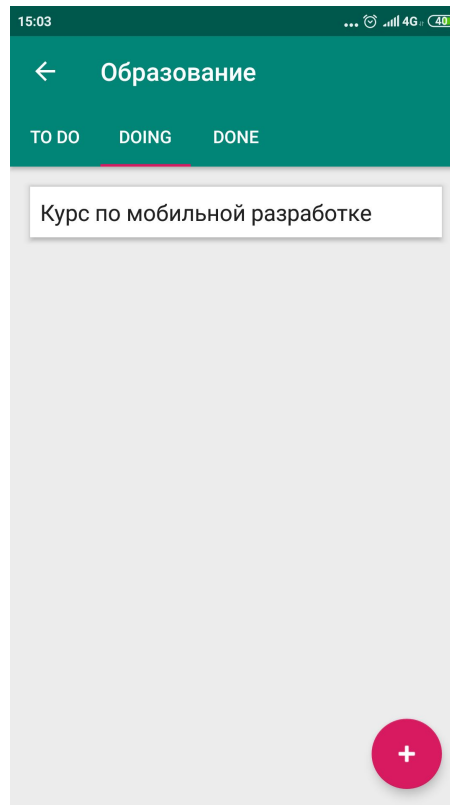 15:03 ... 4G 40
Образование
TO DO DOING DONE
Курс по мобильной разработке
+